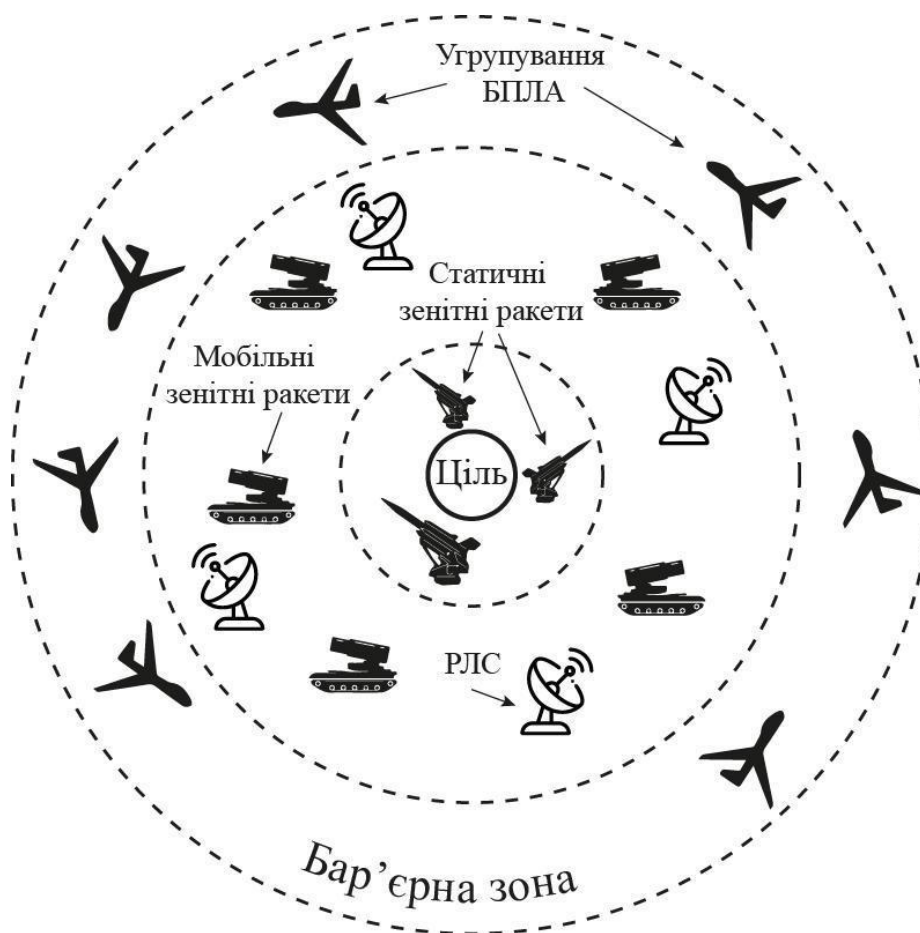 Угрупування
БПЛА
Статичні
зенітні ракети
Мобільні
зенітні ракети
Ціль
РЛС
Бар’єрна зона